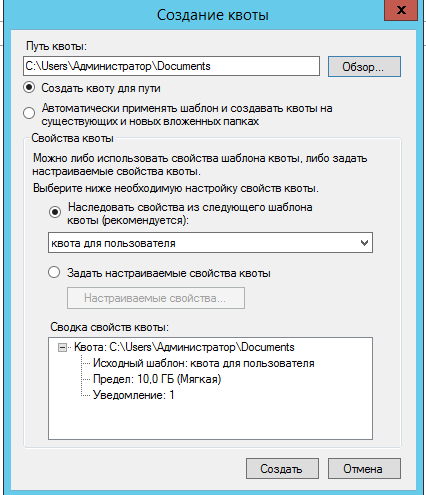 Создание квоты
x
Путь квоты:
C:\Users\Администратор\Documents
Обзор...
Создать квоту для пути
Автоматически применять шаблон и создавать квоты на
существующих и новых вложенных папках
Свойства квоты
Можно либо использовать свойства шаблона квоты, либо задать
настраиваемые свойства квоты.
Выберите ниже необходимую настройку свойств квоты.
Наследовать свойства из следующего шаблона
квоты (рекомендуется):
квота для пользователя
Задать настраиваемые свойства квоты
Настраиваемые свойства...
Сводка свойств квоты:
Квота: C:\Users\Администратор\Documents
Исходный шаблон: квота для пользователя
Предел: 10,0 ГБ (Мягкая)
Уведомление: 1
Создать
Отмена